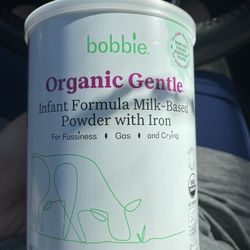 bobbie.
Organic Gentle
Infant Formula Milk-Based
Powder with Iron
For Fussiness • Gas • and Crying